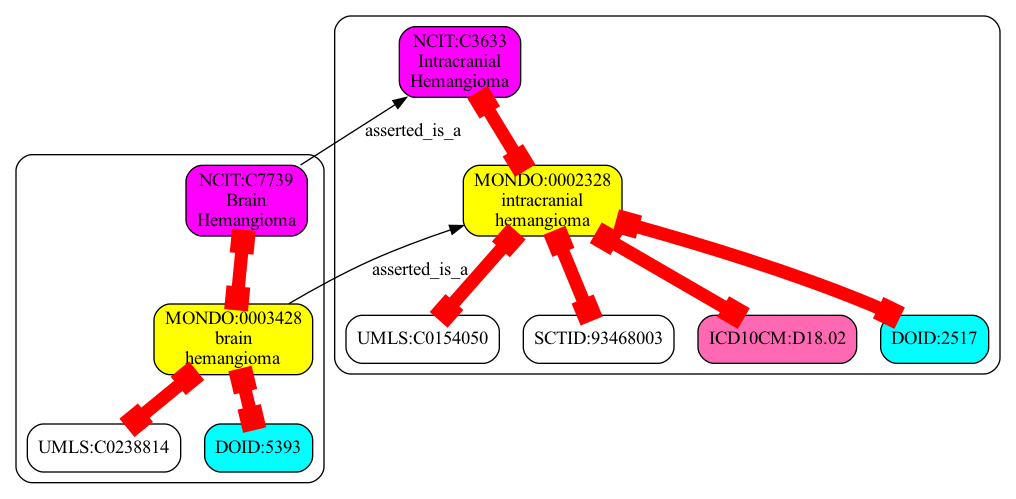 NCIT:C3633
Intracranial
Hemangioma
asserted_is_a
NCIT:C7739
Brain
Hemangioma
MONDO:0002328
intracranial
hemangioma
asserted_is_a
MONDO:0003428
brain
hemangioma
UMLS:C0154050
SCTID:93468003
ICD10CM:D18.02
DOID:2517
UMLS:C0238814
DOID:5393